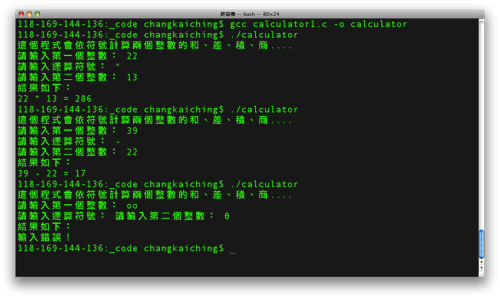 終端機 — bash — 80×24
118-169-144-136:_code changkaiching$ gcc calculator1.c -o calculator
118-169-144-136:_code changkaiching$ ./calculator
這個程式會依符號計算兩個整數的和、差、積、商....
請輸入第一個整數： 22
請輸入運算符號： *
請輸入第二個整數： 13
結果如下：
22 * 13 = 286
118-169-144-136:_code changkaiching$ ./calculator
這個程式會依符號計算兩個整數的和、差、積、商....
請輸入第一個整數： 39
請輸入運算符號： -
請輸入第二個整數： 22
結果如下：
39 - 22 = 17
118-169-144-136:_code changkaiching$ ./calculator
這個程式會依符號計算兩個整數的和、差、積、商....
請輸入第一個整數： oo
請輸入運算符號： 請輸入第二個整數： 0
結果如下：
輸入錯誤！
118-169-144-136:_code changkaiching$ _